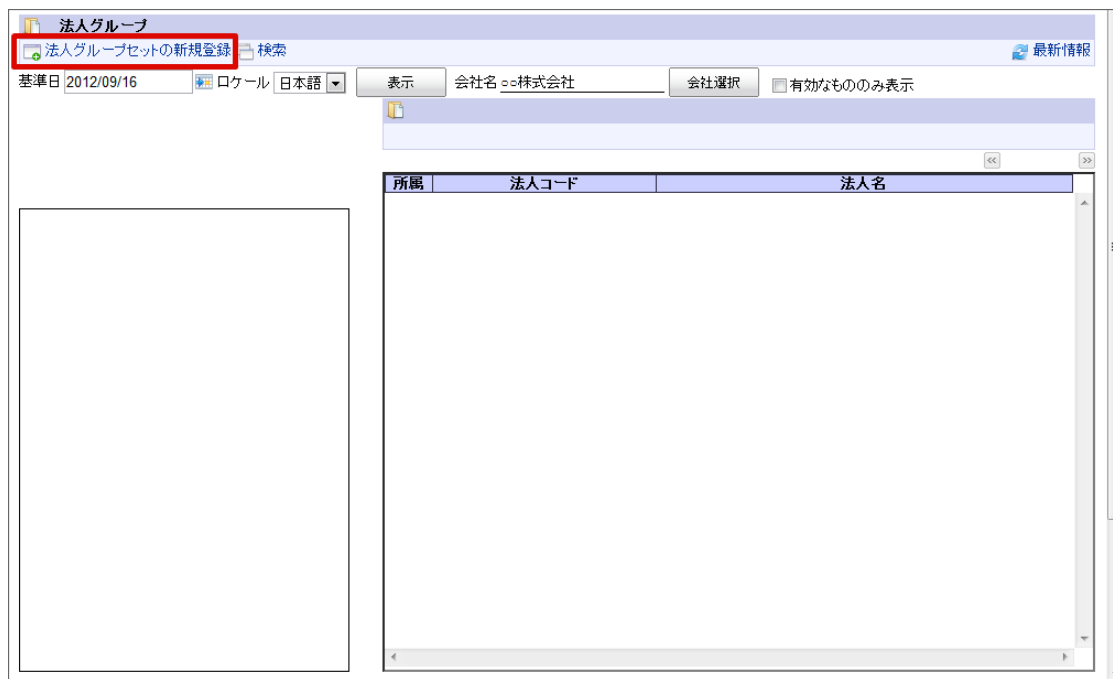 法人グループ
法人グループセットの新規登録 検索 最新情報
基準日 2012/09/16 ロケール 日本語 表示 会社名 ○○株式会社 会社選択 有効なもののみ表示
<< >>
所属 法人コード 法人名